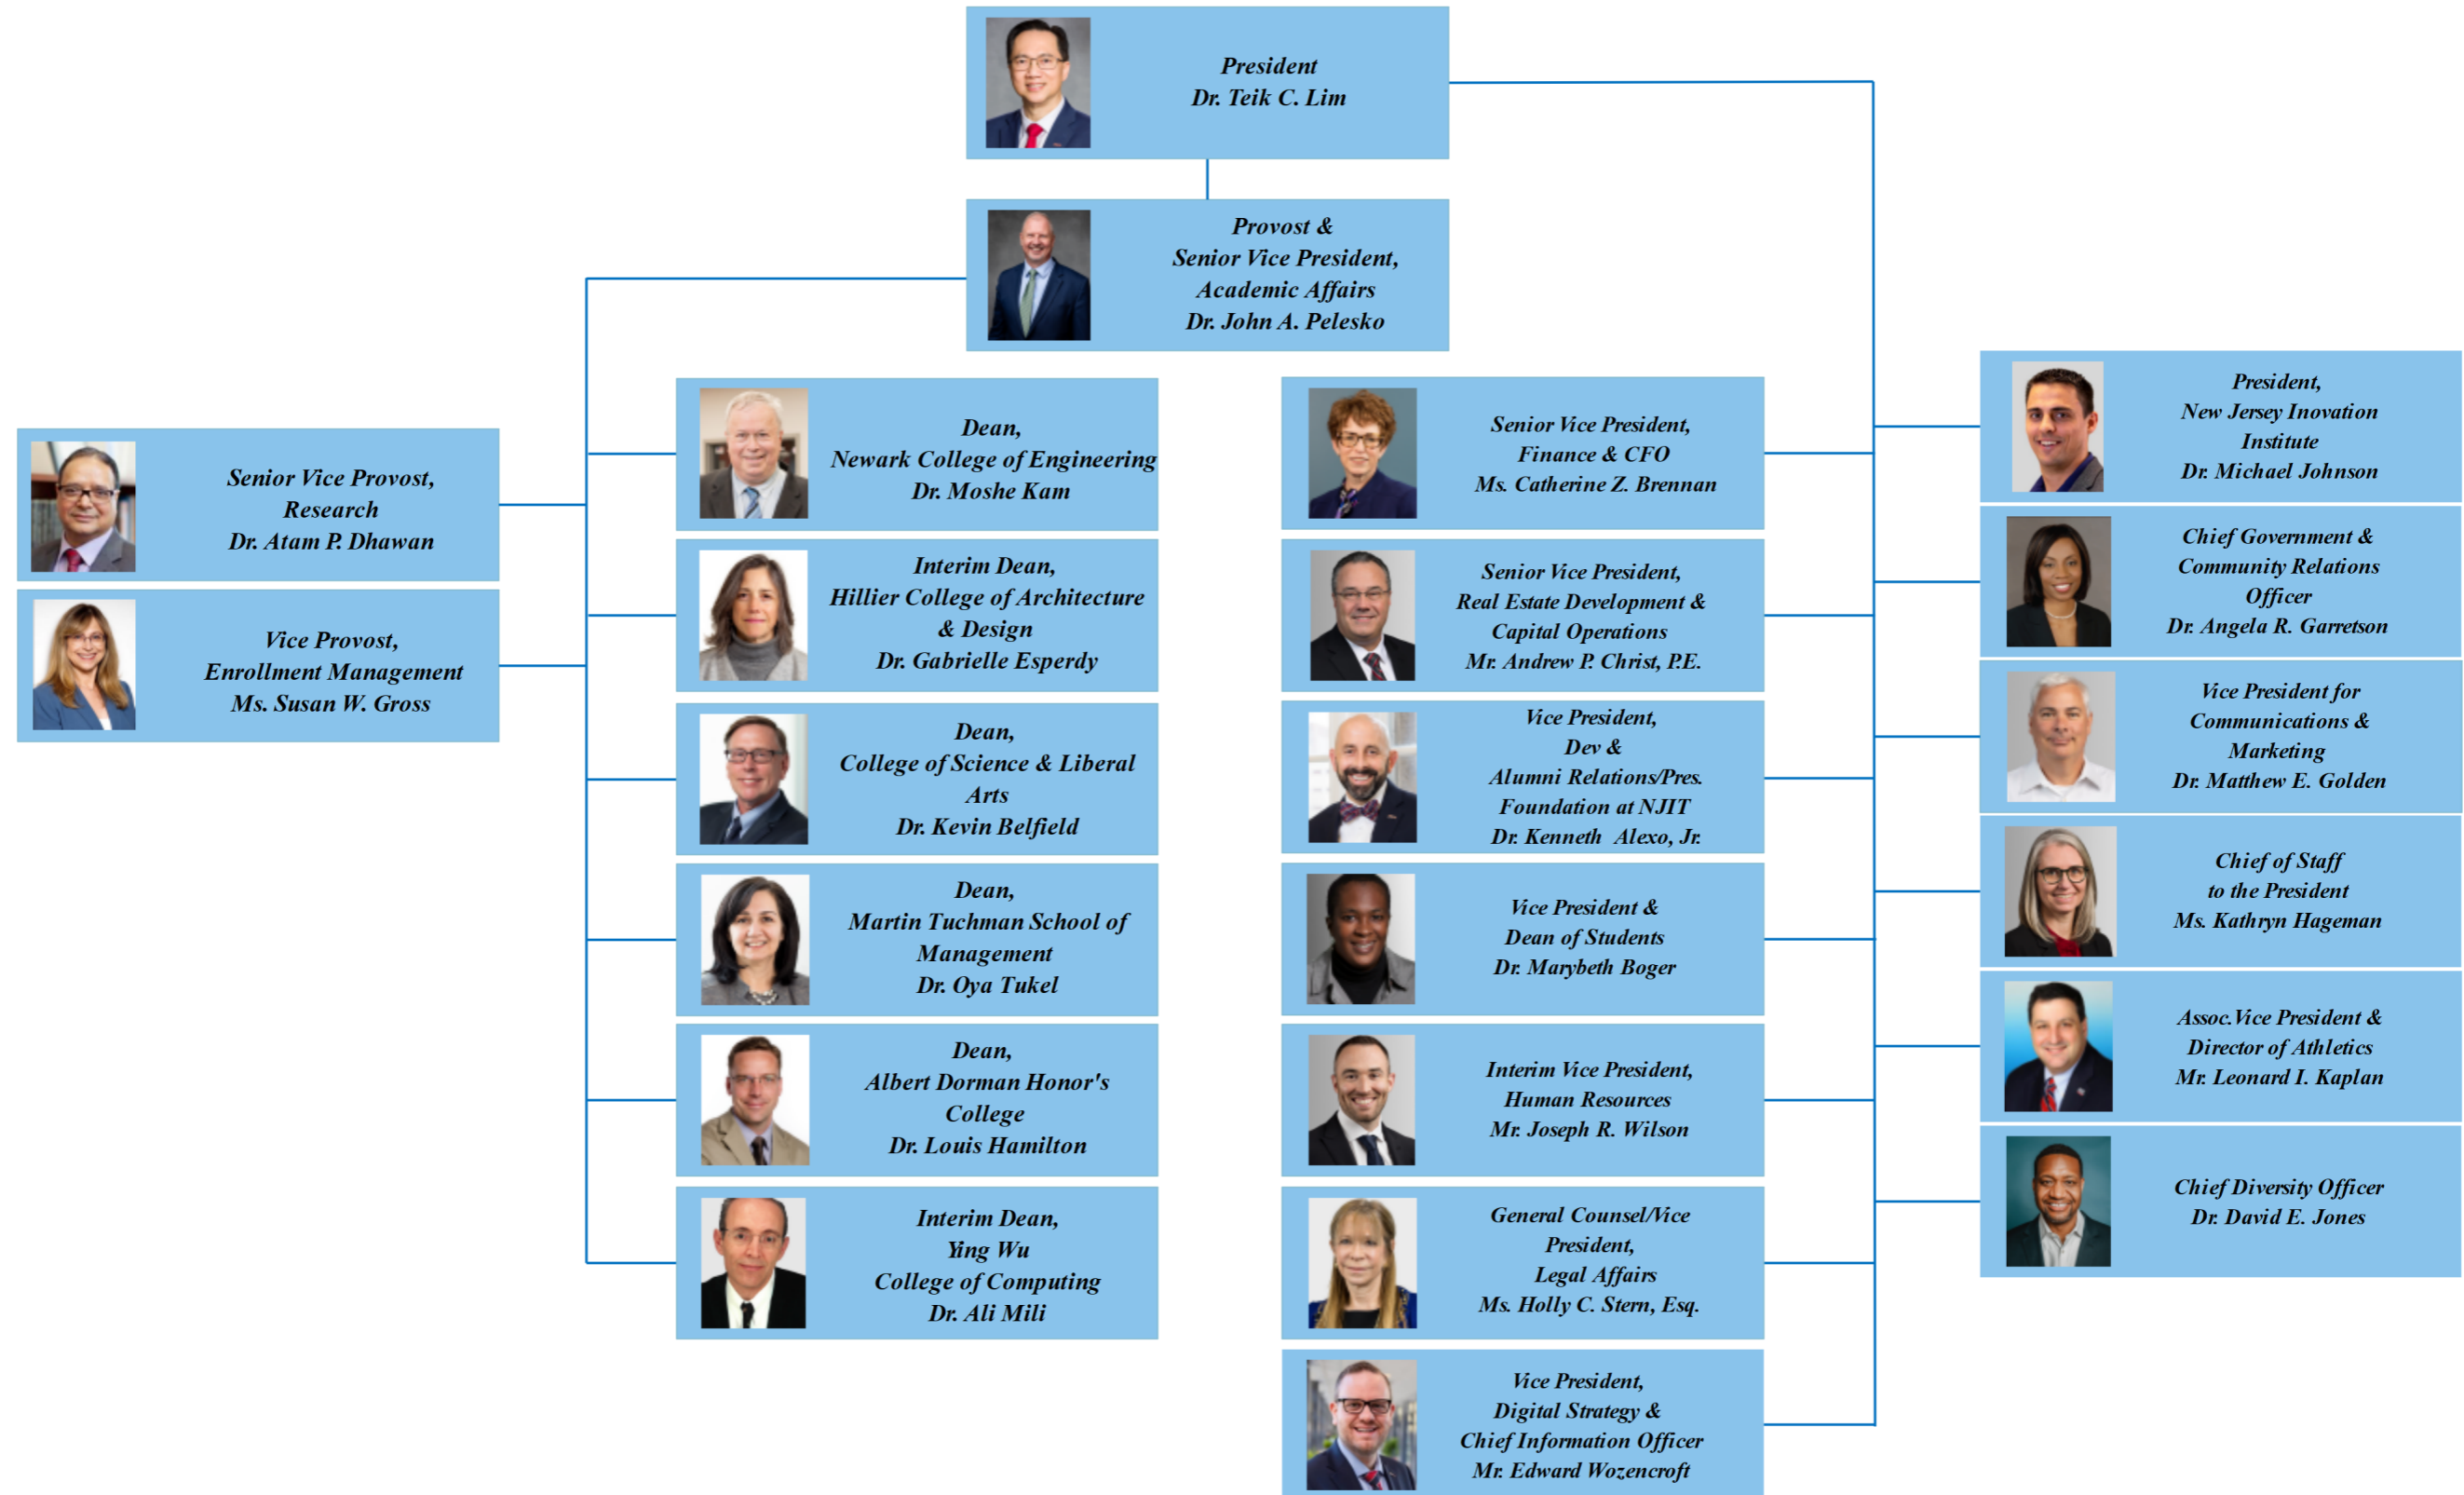 President
Dr. Teik C. Lim
Provost &
Senior Vice President,
Academic Affairs
Dr. John A. Pelesko
Senior Vice Provost,
Research
Dr. Atam P. Dhawan
Vice Provost,
Enrollment Management
Ms. Susan W. Gross
Dean,
Newark College of Engineering
Dr. Moshe Kam
Interim Dean,
Hillier College of Architecture
& Design
Dr. Gabrielle Esperdy
Dean,
College of Science & Liberal
Arts
Dr. Kevin Belfield
Dean,
Martin Tuchman School of
Management
Dr. Oya Tukel
Dean,
Albert Dorman Honor's
College
Dr. Louis Hamilton
Interim Dean,
Ying Wu
College of Computing
Dr. Ali Mili
Senior Vice President,
Finance & CFO
Ms. Catherine Z. Brennan
Senior Vice President,
Real Estate Development &
Capital Operations
Mr. Andrew P. Christ, P.E.
Vice President,
Dev &
Alumni Relations/Pres.
Foundation at NJIT
Dr. Kenneth Alexo, Jr.
Vice President &
Dean of Students
Dr. Marybeth Boger
Interim Vice President,
Human Resources
Mr. Joseph R. Wilson
General Counsel/Vice
President,
Legal Affairs
Ms. Holly C. Stern, Esq.
Vice President,
Digital Strategy &
Chief Information Officer
Mr. Edward Wozencroft
President,
New Jersey Inovation
Institute
Dr. Michael Johnson
Chief Government &
Community Relations
Officer
Dr. Angela R. Garretson
Vice President for
Communications &
Marketing
Dr. Matthew E. Golden
Chief of Staff
to the President
Ms. Kathryn Hageman
Assoc.Vice President &
Director of Athletics
Mr. Leonard I. Kaplan
Chief Diversity Officer
Dr. David E. Jones